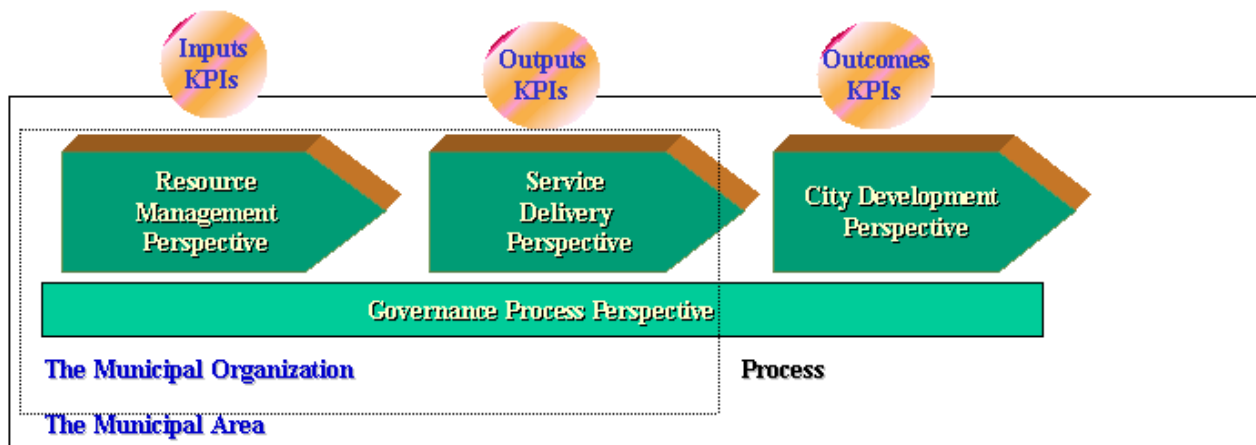 Inputs
KPIs
Outputs
KPIs
Outcomes
KPIs
Resource
Management
Perspective
Service
Delivery
Perspective
City Development
Perspective
Governance Process Perspective
The Municipal Organization
Process
The Municipal Area